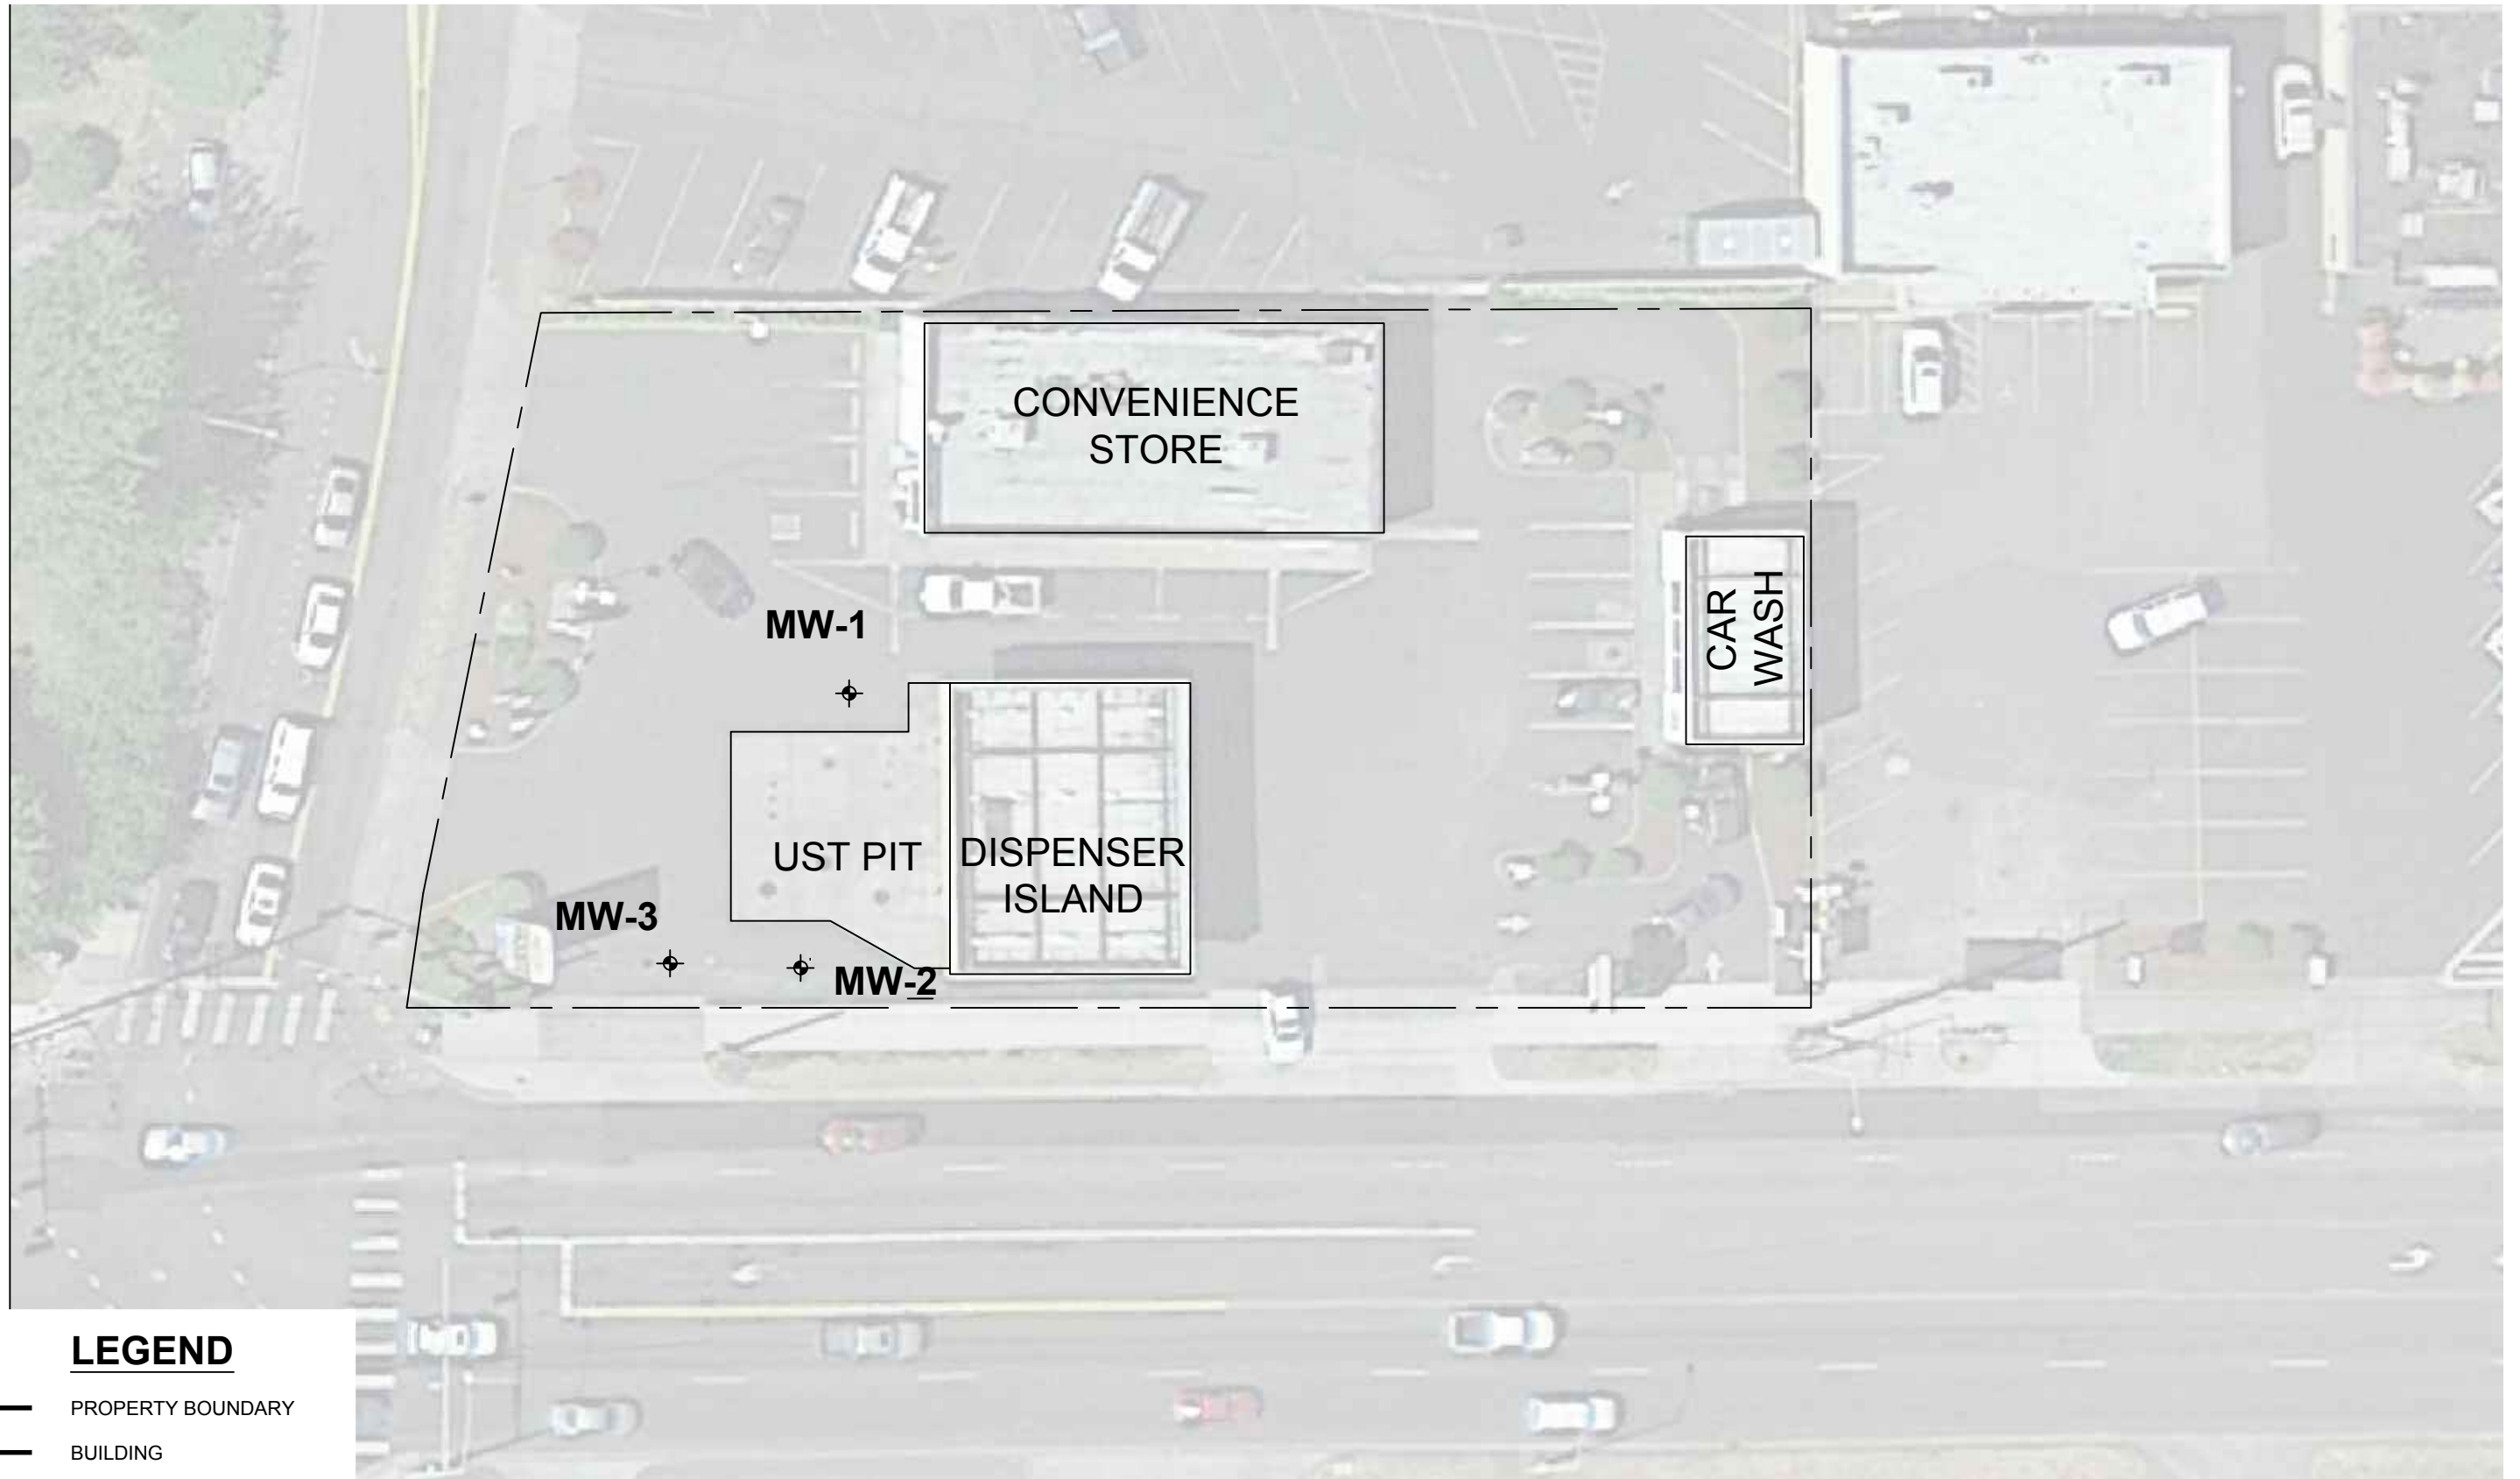 CONVENIENCE
STORE
CAR
WASH
MW-1
UST PIT
DISPENSER
ISLAND
MW-3
MW-2
LEGEND
PROPERTY BOUNDARY
BUILDING